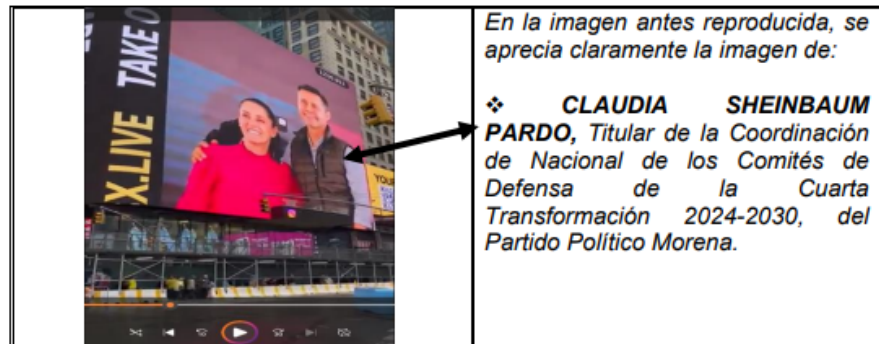 X.LIVE
TAKE O
YOUR
En la imagen antes reproducida, se
aprecia claramente la imagen de:
❖ CLAUDIA SHEINBAUM
PARDO, Titular de la Coordinación
de Nacional de los Comités de
Defensa de la Cuarta
Transformación 2024-2030, del
Partido Político Morena.